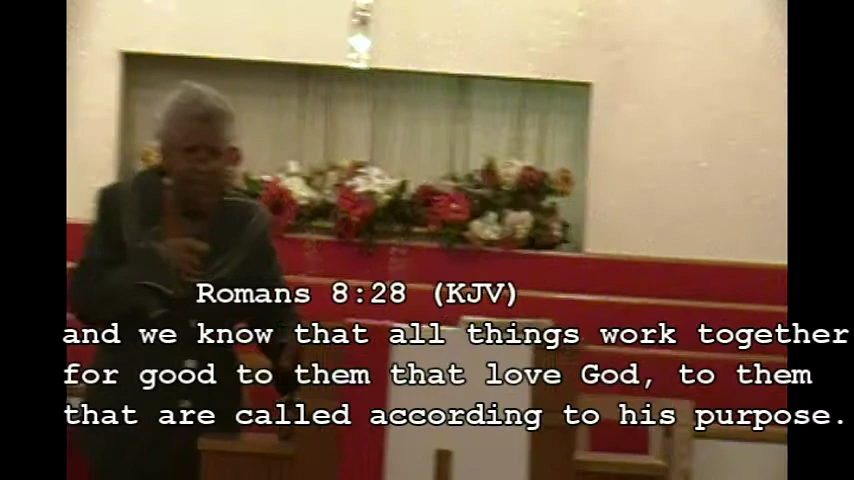 Romans 8:28 (KJV)
and we know that all things work together
for good to them that love God, to them
that are called according to his purpose.